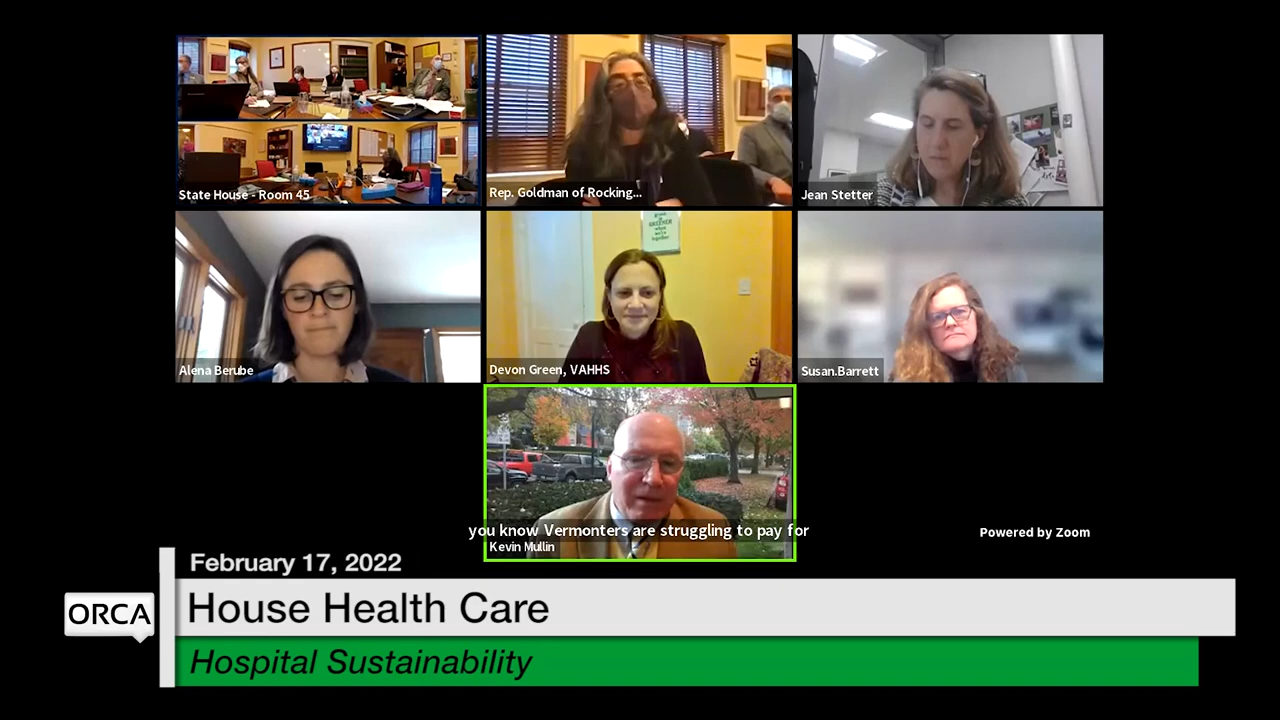 State House - Room 45
Rep. Goldman of Rocking...
Jean Stetter
Alena Berube
Devon Green, VAHHS
Susan.Barrett
you know Vermonters are struggling to pay for
Kevin Mullin
Powered by Zoom
February 17, 2022
ORCA
House Health Care
Hospital Sustainability